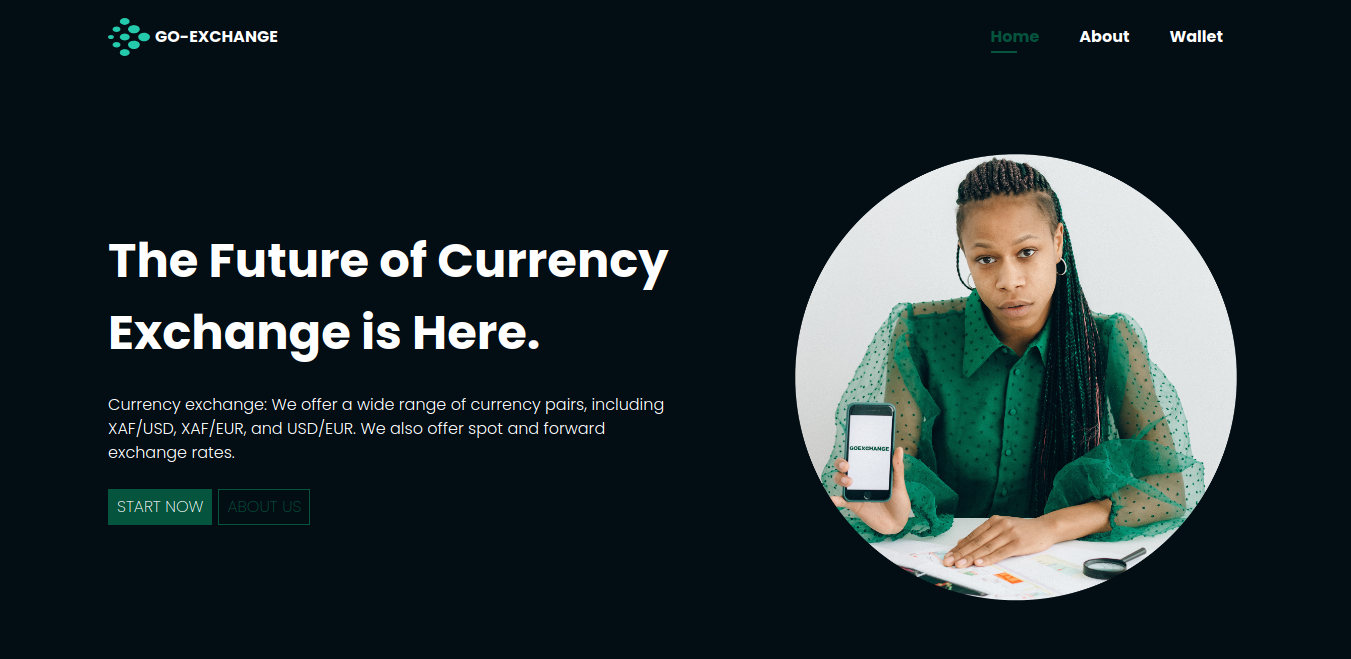 GO-EXCHANGE
Home About Wallet
The Future of Currency
Exchange is Here.
Currency exchange: We offer a wide range of currency pairs, including
XAF/USD, XAF/EUR, and USD/EUR. We also offer spot and forward
exchange rates.
START NOW ABOUT US
GOEXCHANGE